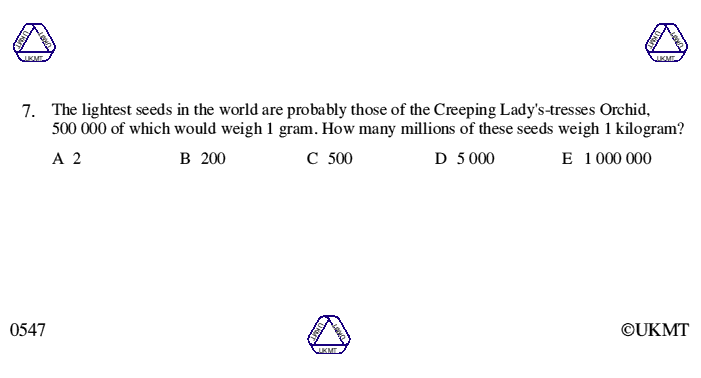 7. The lightest seeds in the world are probably those of the Creeping Lady's-tresses Orchid,
500 000 of which would weigh 1 gram. How many millions of these seeds weigh 1 kilogram?
A 2 B 200 C 500 D 5 000 E 1 000 000
0547 ©UKMT
UKMT
UKMT
UKMT
UKMT
UKMT
UKMT
UKMT
UKMT
UKMT